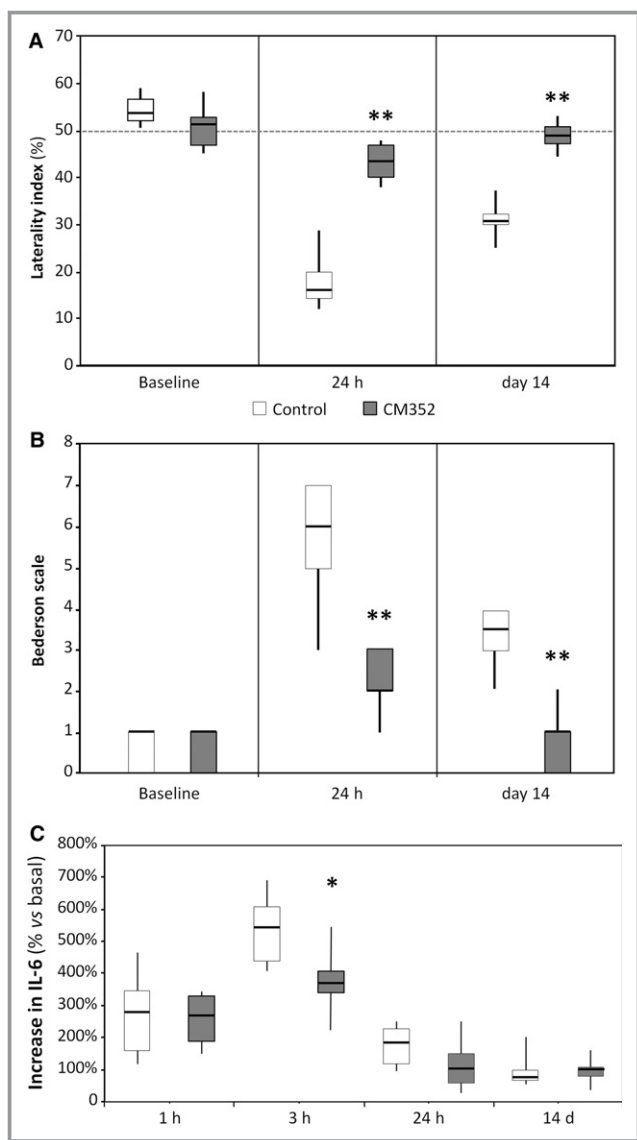 A
Laterality index (%)
70
60
50
40
30
20
10
0
** **
Baseline 24 h day 14
Control CM352
B
Bederson scale
8
7
6
5
4
3
2
1
0
** **
Baseline 24 h day 14
C
Increase in IL-6 (% vs basal)
800%
700%
600%
500%
400%
300%
200%
100%
0
*
1 h 3 h 24 h 14 d